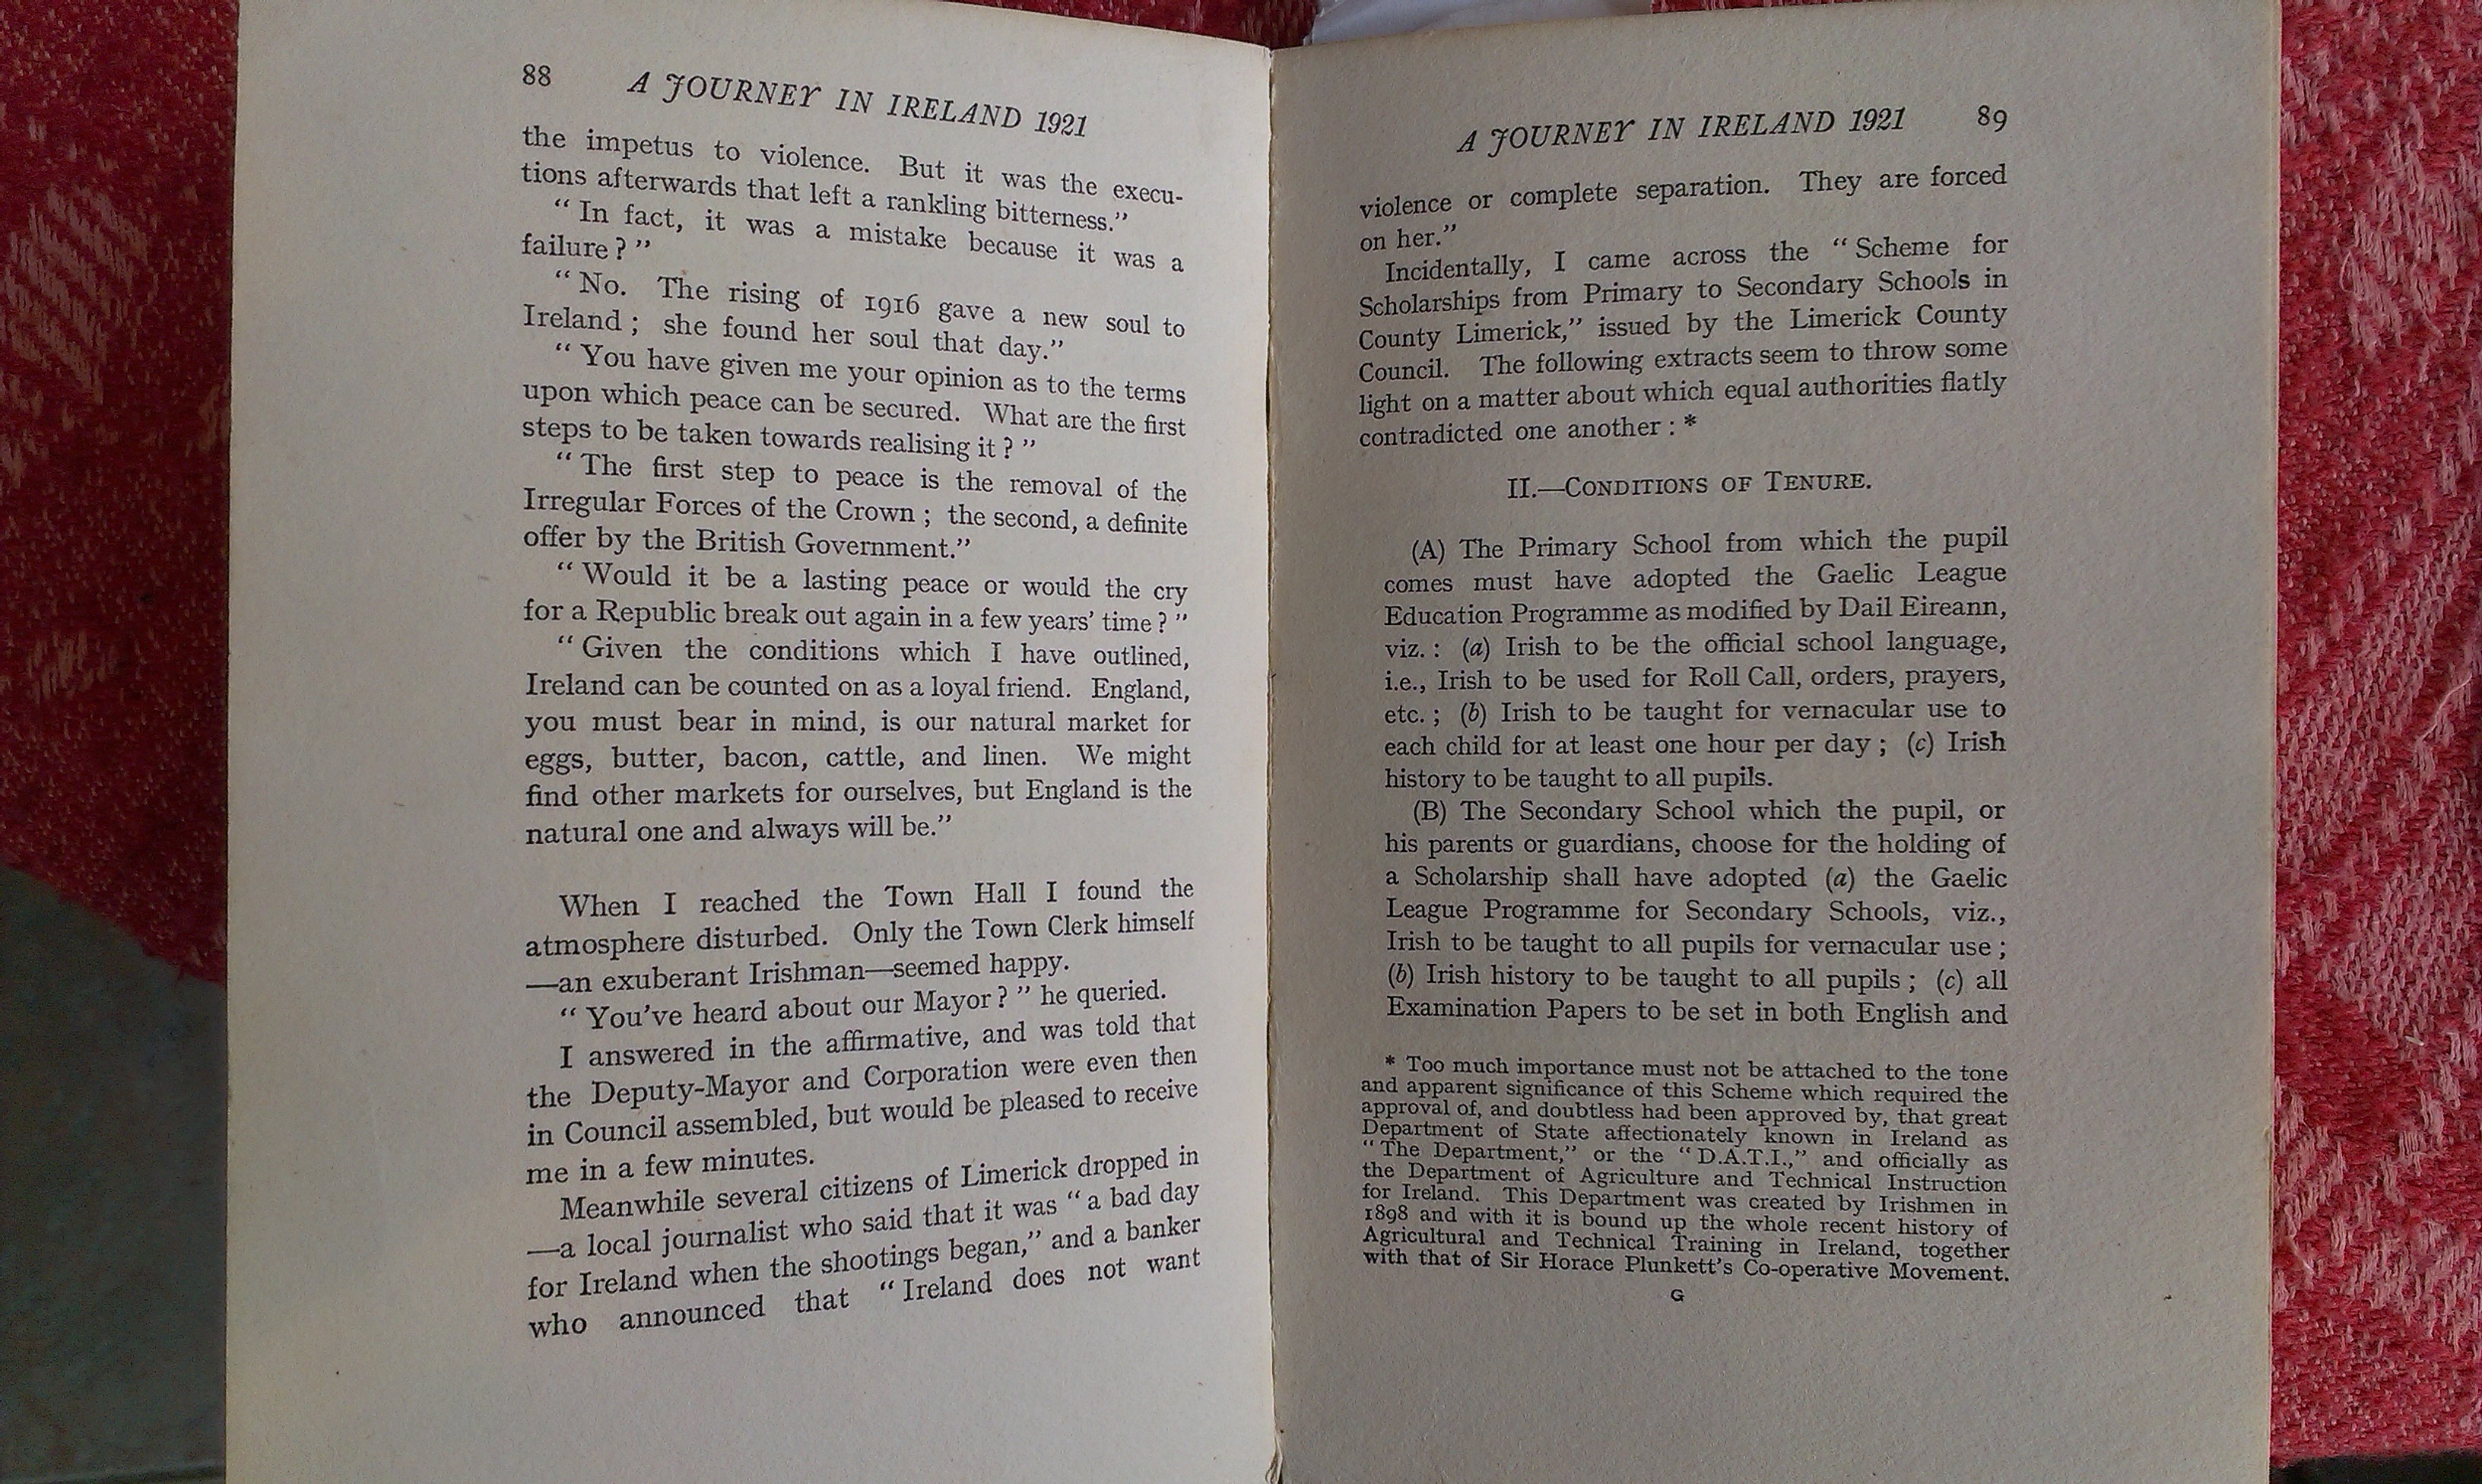 88 A JOURNEY IN IRELAND 1921
the impetus to violence. But it was the execu-
tions afterwards that left a rankling bitterness.”
“ In fact, it was a mistake because it was a
failure ? ”
“ No. The rising of 1916 gave a new soul to
Ireland ; she found her soul that day.”
“ You have given me your opinion as to the terms
upon which peace can be secured. What are the first
steps to be taken towards realising it ? ”
“ The first step to peace is the removal of the
Irregular Forces of the Crown ; the second, a definite
offer by the British Government.”
“ Would it be a lasting peace or would the cry
for a Republic break out again in a few years’ time ? ”
“ Given the conditions which I have outlined,
Ireland can be counted on as a loyal friend. England,
you must bear in mind, is our natural market for
eggs, butter, bacon, cattle, and linen. We might
find other markets for ourselves, but England is the
natural one and always will be.”
When I reached the Town Hall I found the
atmosphere disturbed. Only the Town Clerk himself
—an exuberant Irishman—seemed happy.
“ You’ve heard about our Mayor ? ” he queried.
I answered in the affirmative, and was told that
the Deputy-Mayor and Corporation were even then
in Council assembled, but would be pleased to receive
me in a few minutes.
Meanwhile several citizens of Limerick dropped in
—a local journalist who said that it was “ a bad day
for Ireland when the shootings began,” and a banker
who announced that “ Ireland does not want
A JOURNEY IN IRELAND 1921 89
violence or complete separation. They are forced
on her.”
Incidentally, I came across the “ Scheme for
Scholarships from Primary to Secondary Schools in
County Limerick,” issued by the Limerick County
Council. The following extracts seem to throw some
light on a matter about which equal authorities flatly
contradicted one another : *
II.—CONDITIONS OF TENURE.
(A) The Primary School from which the pupil
comes must have adopted the Gaelic League
Education Programme as modified by Dail Eireann,
viz. : (a) Irish to be the official school language,
i.e., Irish to be used for Roll Call, orders, prayers,
etc. ; (b) Irish to be taught for vernacular use to
each child for at least one hour per day ; (c) Irish
history to be taught to all pupils.
(B) The Secondary School which the pupil, or
his parents or guardians, choose for the holding of
a Scholarship shall have adopted (a) the Gaelic
League Programme for Secondary Schools, viz.,
Irish to be taught to all pupils for vernacular use ;
(b) Irish history to be taught to all pupils ; (c) all
Examination Papers to be set in both English and
* Too much importance must not be attached to the tone
and apparent significance of this Scheme which required the
approval of, and doubtless had been approved by, that great
Department of State affectionately known in Ireland as
“ The Department,” or the “ D.A.T.I.,” and officially as
the Department of Agriculture and Technical Instruction
for Ireland. This Department was created by Irishmen in
1898 and with it is bound up the whole recent history of
Agricultural and Technical Training in Ireland, together
with that of Sir Horace Plunkett’s Co-operative Movement.
G